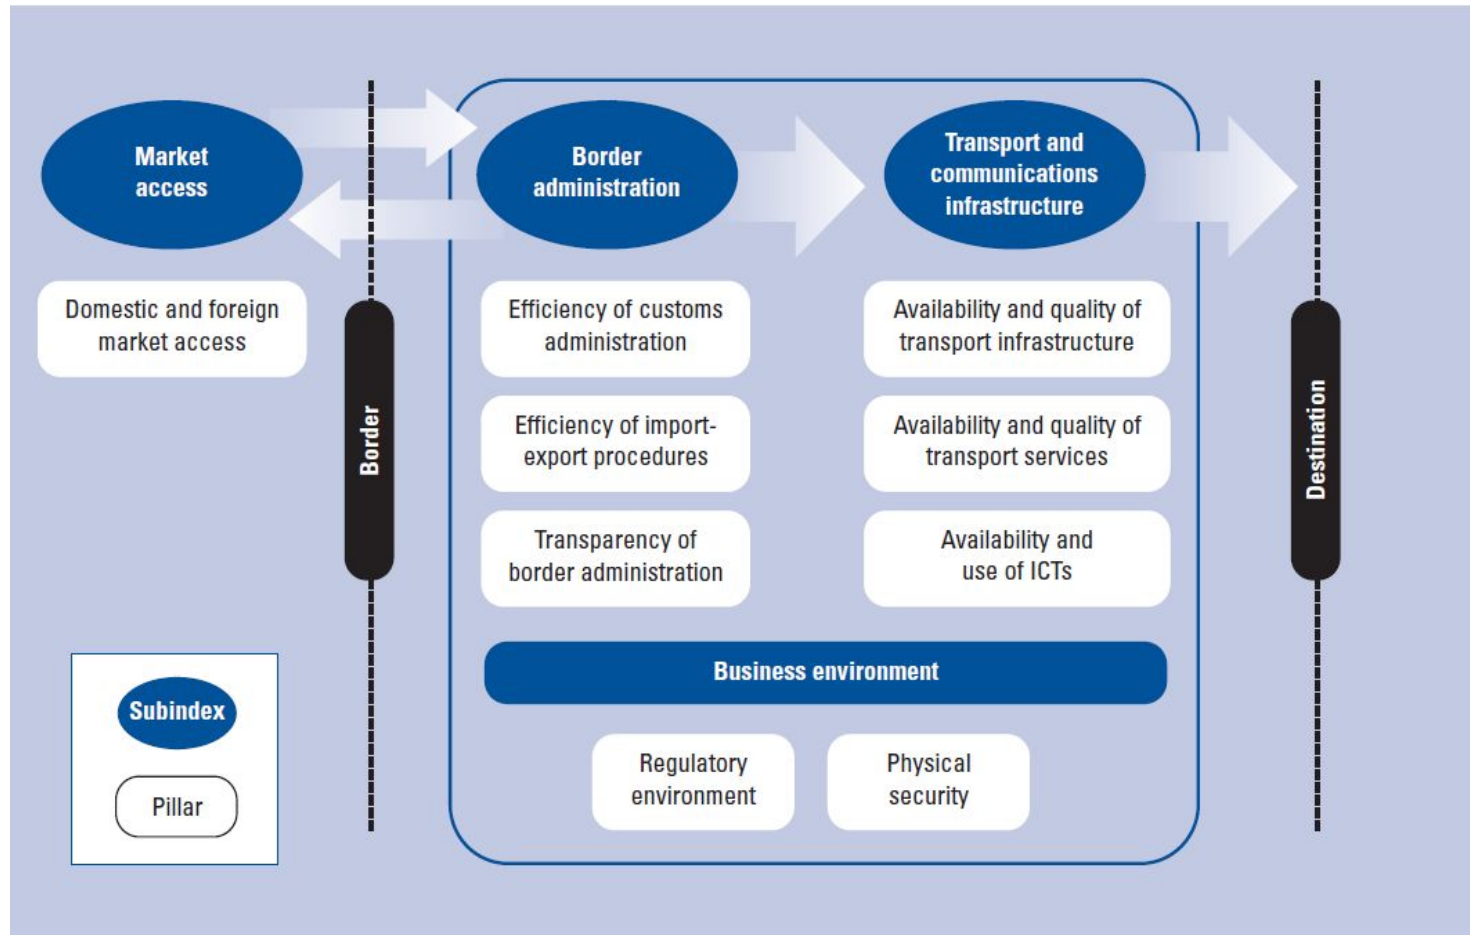 Market
access
Border
administration
Transport and
communications
infrastructure
Domestic and foreign
market access
Efficiency of customs
administration
Availability and quality of
transport infrastructure
Border
Efficiency of import-
export procedures
Availability and quality of
transport services
Destination
Transparency of
border administration
Availability and
use of ICTs
Business environment
Subindex
Pillar
Regulatory
environment
Physical
security